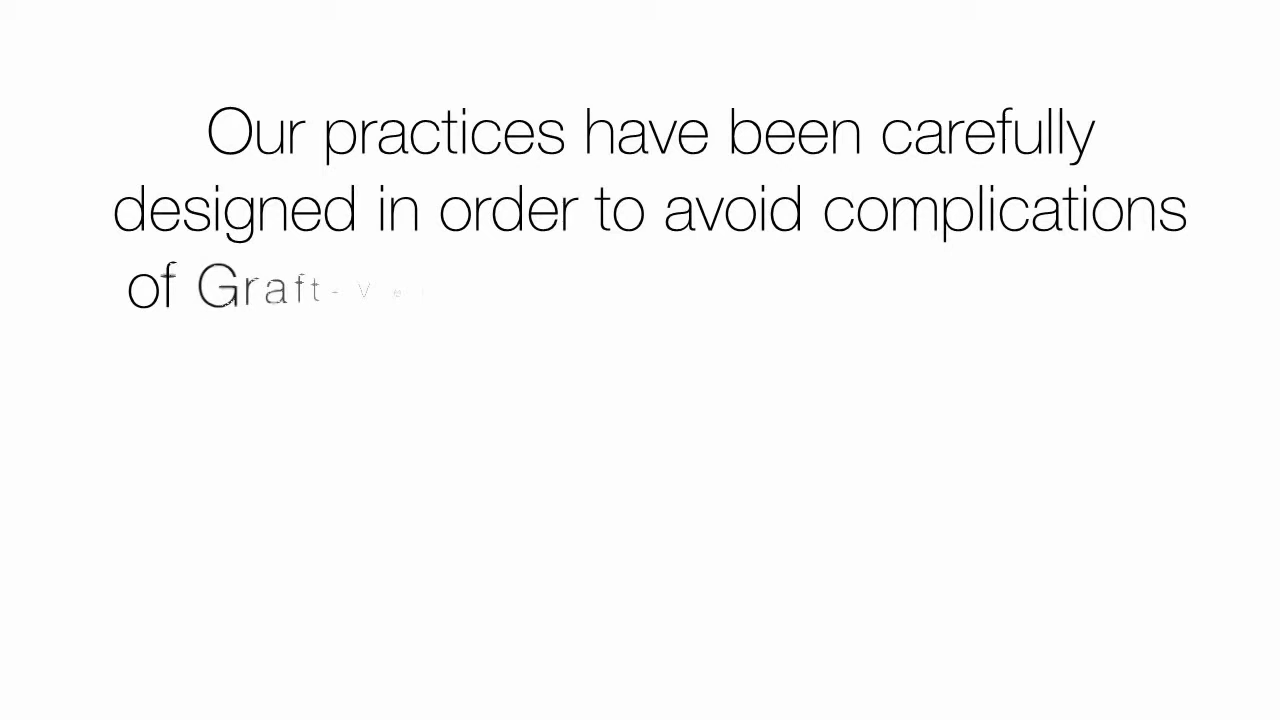 Our practices have been carefully
designed in order to avoid complications
of Graft-